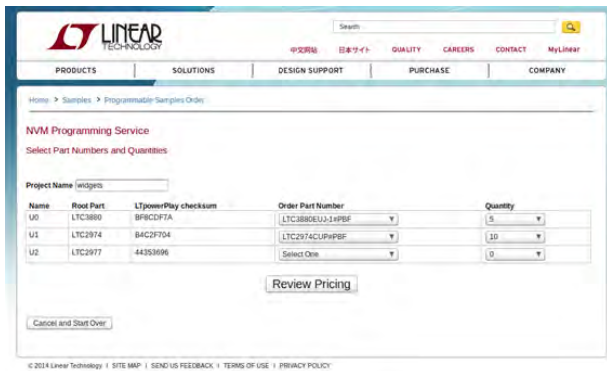 LINEAR
TECHNOLOGY
Search
中文网站 日本サイト QUALITY CAREERS CONTACT MyLinear
PRODUCTS SOLUTIONS DESIGN SUPPORT PURCHASE COMPANY
Home > Samples > Programmable Samples Order
NVM Programming Service
Select Part Numbers and Quantities
Project Name widgets
Name Root Part LTpowerPlay checksum Order Part Number Quantity
U0 LTC3880 BF8CDF7A LTC3880EUJ-1#PBF 5
U1 LTC2974 B4C2F704 LTC2974CUP#PBF 10
U2 LTC2977 44353696 Select One 0
Review Pricing
Cancel and Start Over
© 2014 Linear Technology | SITE MAP | SEND US FEEDBACK | TERMS OF USE | PRIVACY POLICY